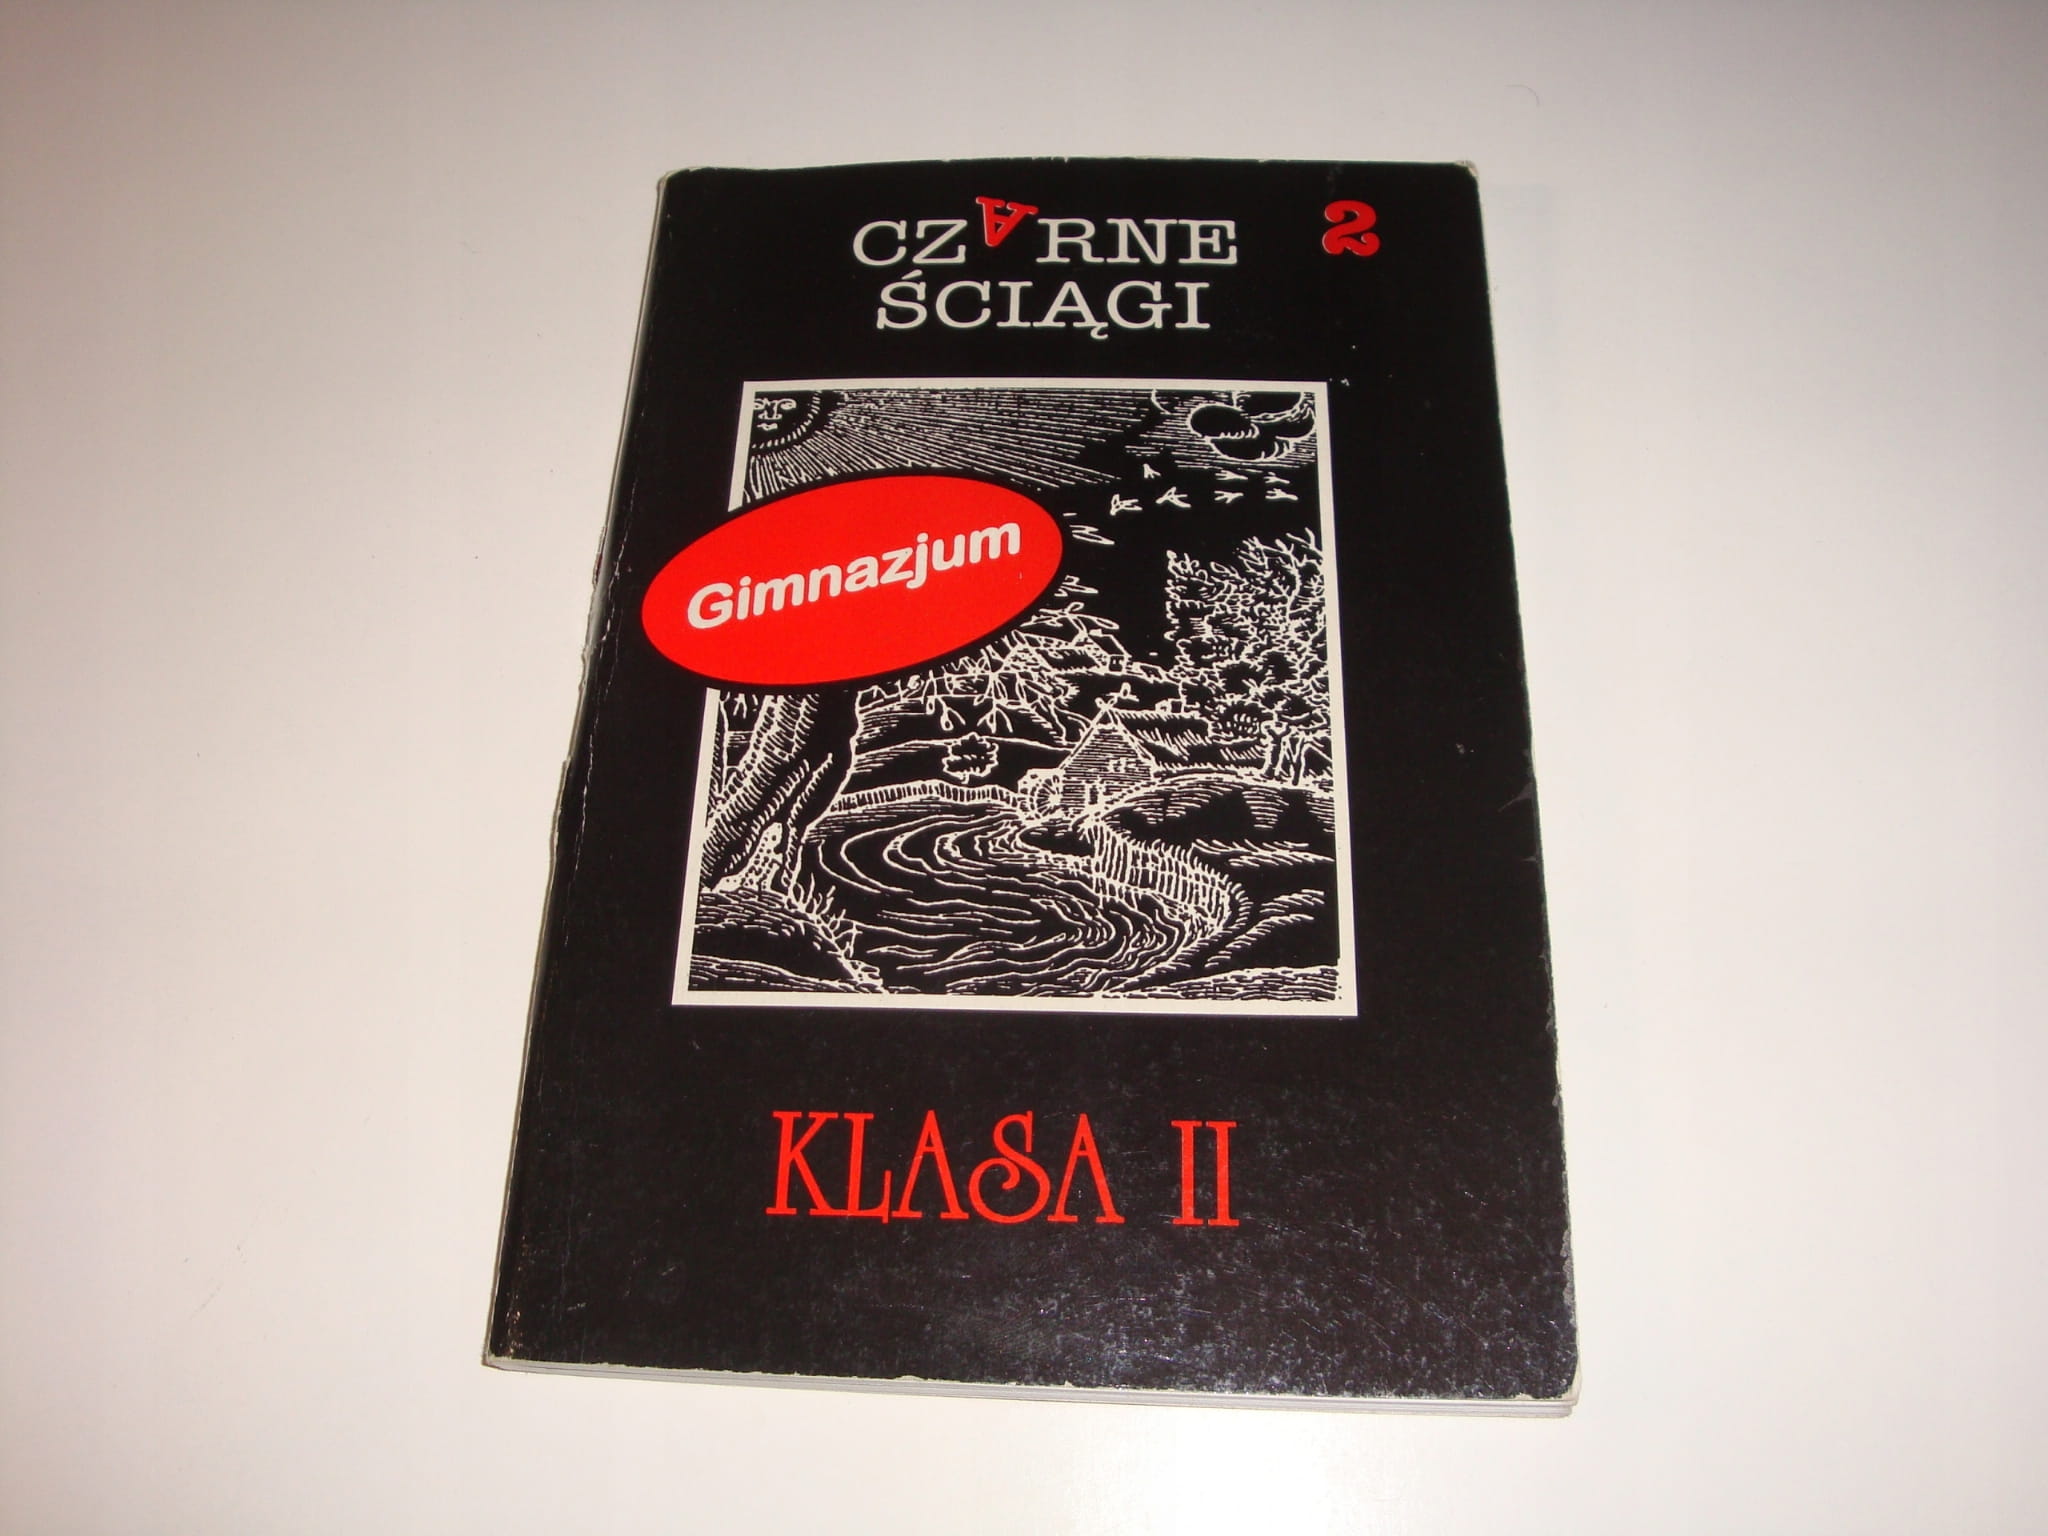 CZARNE
ŚCIĄGI
2
Gimnazjum
KLASA II